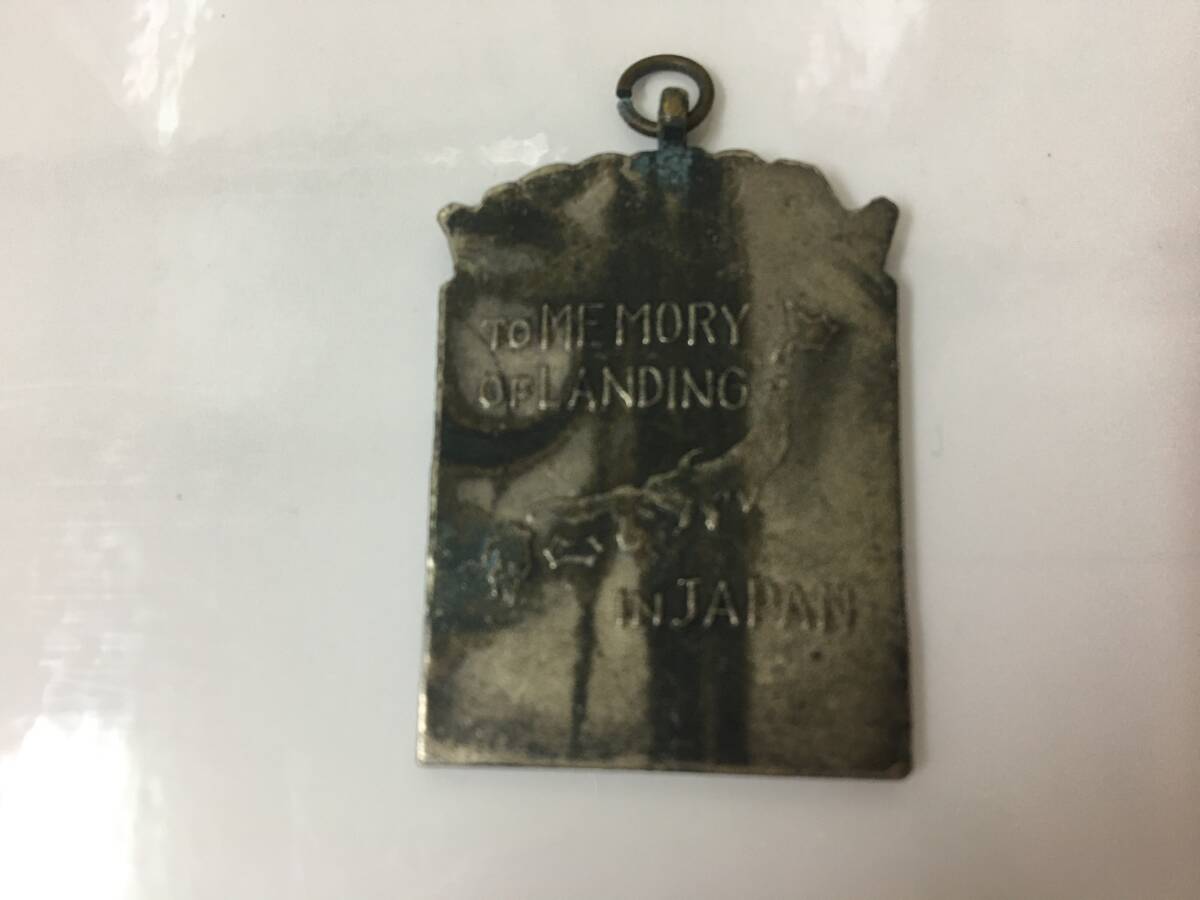 TO MEMORY
OF LANDING
IN JAPAN